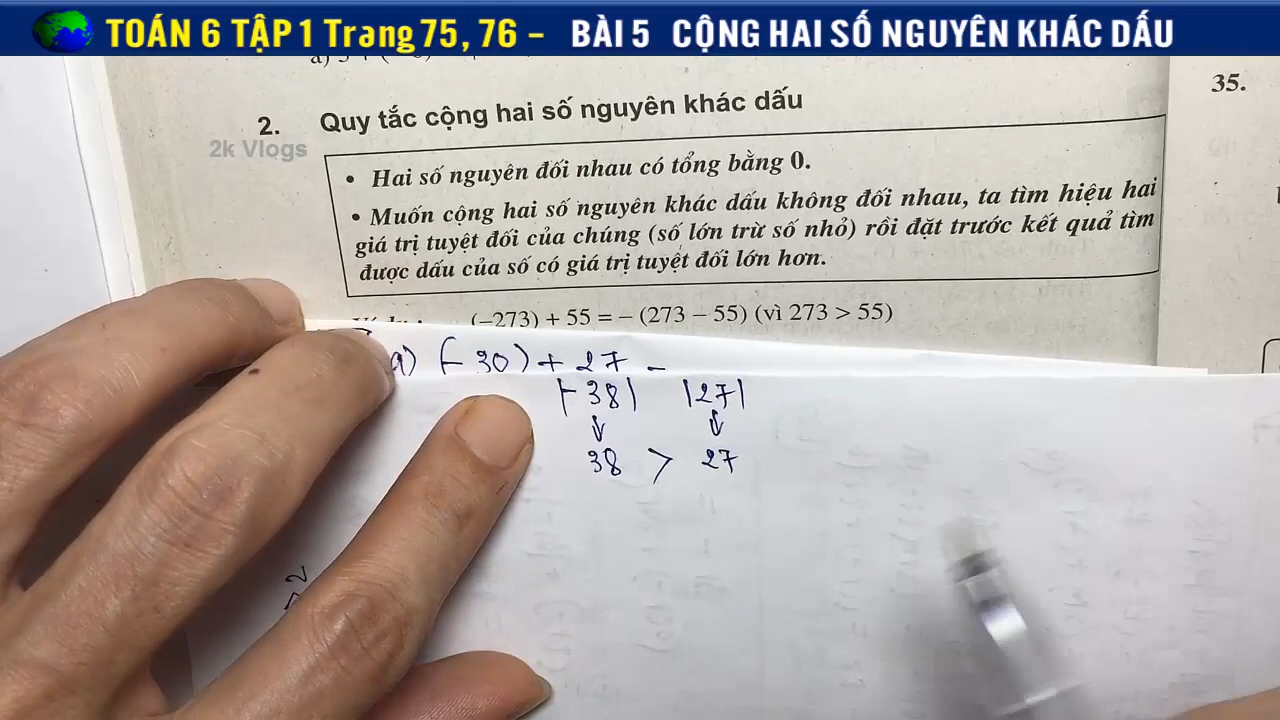 TOÁN 6 TẬP 1 Trang 75, 76 – BÀI 5 CỘNG HAI SỐ NGUYÊN KHÁC DẤU
35.
2. Quy tắc cộng hai số nguyên khác dấu
2k Vlogs
• Hai số nguyên đối nhau có tổng bằng 0.
• Muốn cộng hai số nguyên khác dấu không đối nhau, ta tìm hiệu hai
giá trị tuyệt đối của chúng (số lớn trừ số nhỏ) rồi đặt trước kết quả tìm
được dấu của số có giá trị tuyệt đối lớn hơn.
(–273) + 55 = – (273 – 55) (vì 273 > 55)
a) (- 30) + 27 -
|-38| |27|
↓ ↓
38 > 27